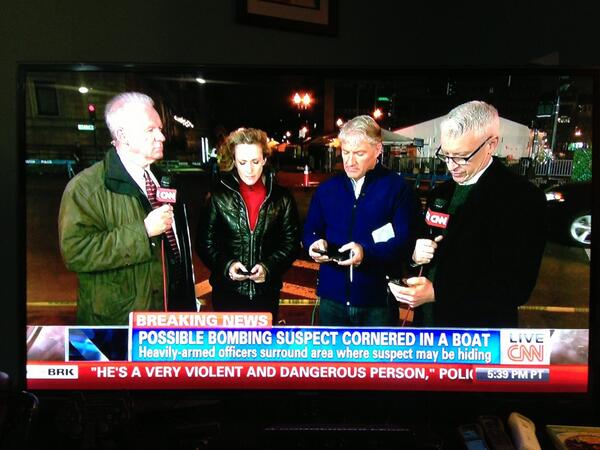 CNN
CNN
BREAKING NEWS
POSSIBLE BOMBING SUSPECT CORNERED IN A BOAT
Heavily-armed officers surround area where suspect may be hiding
LIVE
CNN
BRK "HE'S A VERY VIOLENT AND DANGEROUS PERSON," POLI
5:39 PM PT